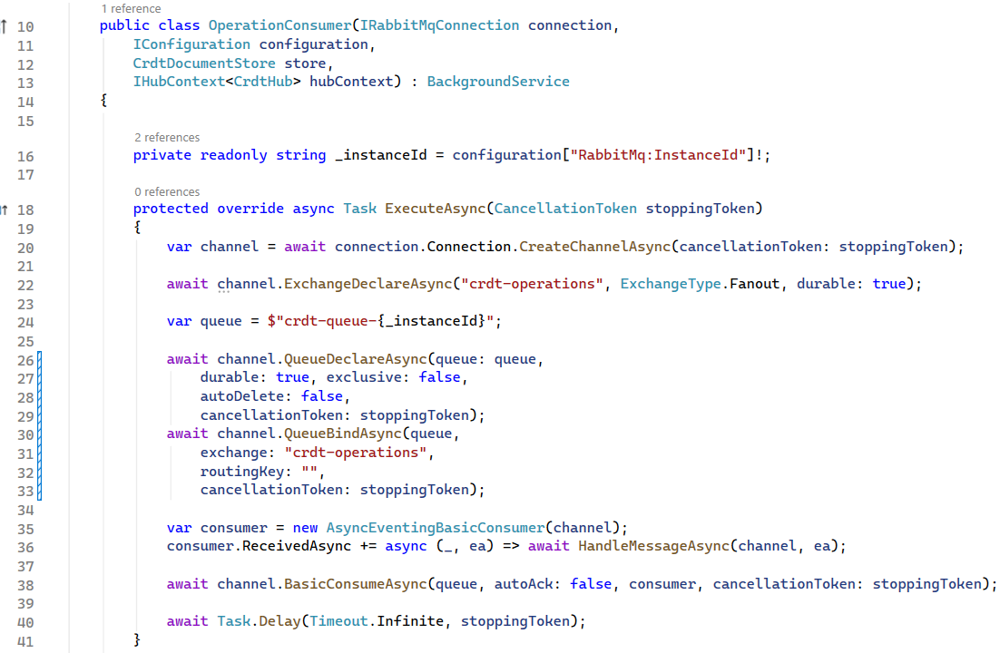 1 reference
10 public class OperationConsumer(IRabbitMqConnection connection,
11 IConfiguration configuration,
12 CrdtDocumentStore store,
13 IHubContext<CrdtHub> hubContext) : BackgroundService
14 {
15
2 references
16 private readonly string _instanceId = configuration["RabbitMq:InstanceId"]!;
17
0 references
18 protected override async Task ExecuteAsync(CancellationToken stoppingToken)
19 {
20 var channel = await connection.Connection.CreateChannelAsync(cancellationToken: stoppingToken);
21
22 await channel.ExchangeDeclareAsync("crdt-operations", ExchangeType.Fanout, durable: true);
23
24 var queue = $"crdt-queue-{_instanceId}";
25
26 await channel.QueueDeclareAsync(queue: queue,
27 durable: true, exclusive: false,
28 autoDelete: false,
29 cancellationToken: stoppingToken);
30 await channel.QueueBindAsync(queue,
31 exchange: "crdt-operations",
32 routingKey: "",
33 cancellationToken: stoppingToken);
34
35 var consumer = new AsyncEventingBasicConsumer(channel);
36 consumer.ReceivedAsync += async (_, ea) => await HandleMessageAsync(channel, ea);
37
38 await channel.BasicConsumeAsync(queue, autoAck: false, consumer, cancellationToken: stoppingToken);
39
40 await Task.Delay(Timeout.Infinite, stoppingToken);
41 }